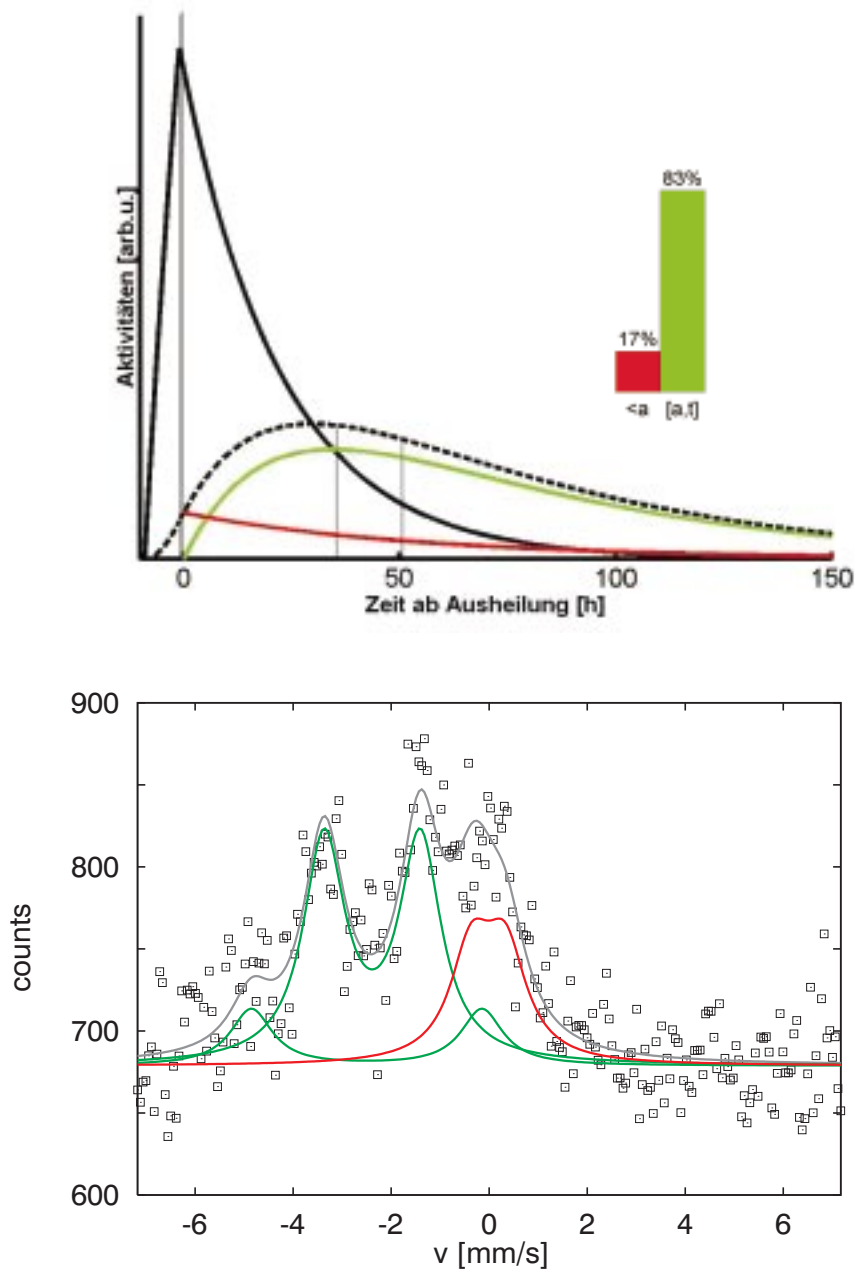 Aktivitäten [arb.u.]
83%
17%
<a [a,t]
0 50 100 150
Zeit ab Ausheilung [h]
900
800
700
600
counts
-6 -4 -2 0 2 4 6
v [mm/s]